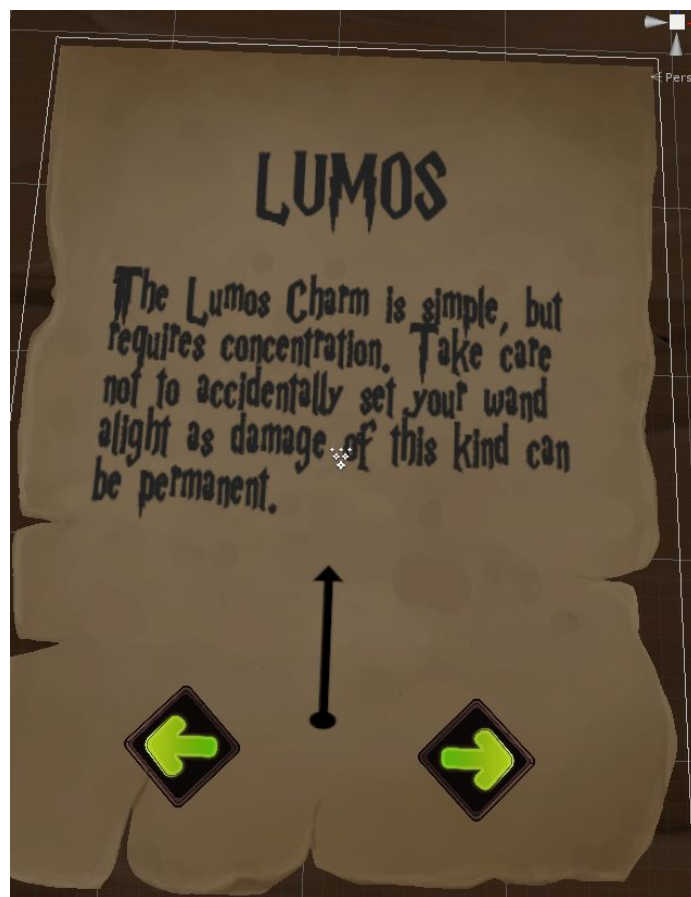 Pers
LUMOS
The Lumos Charm is simple, but
requires concentration. Take care
not to accidentally set your wand
alight as damage of this kind can
be permanent.